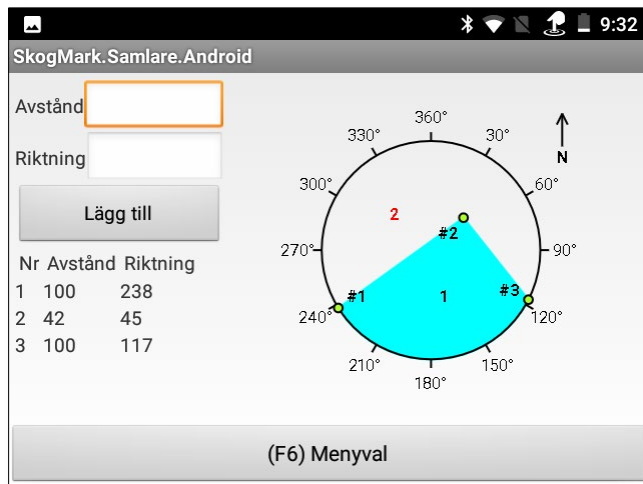 9:32
SkogMark.Samlare.Android
Avstånd
Riktning
Lägg till
Nr Avstånd Riktning
1 100 238
2 42 45
3 100 117
360°
330° 30°
N
300° 60°
2
#2
270° 90°
#1 1 #3
240° 120°
210° 150°
180°
(F6) Menyval